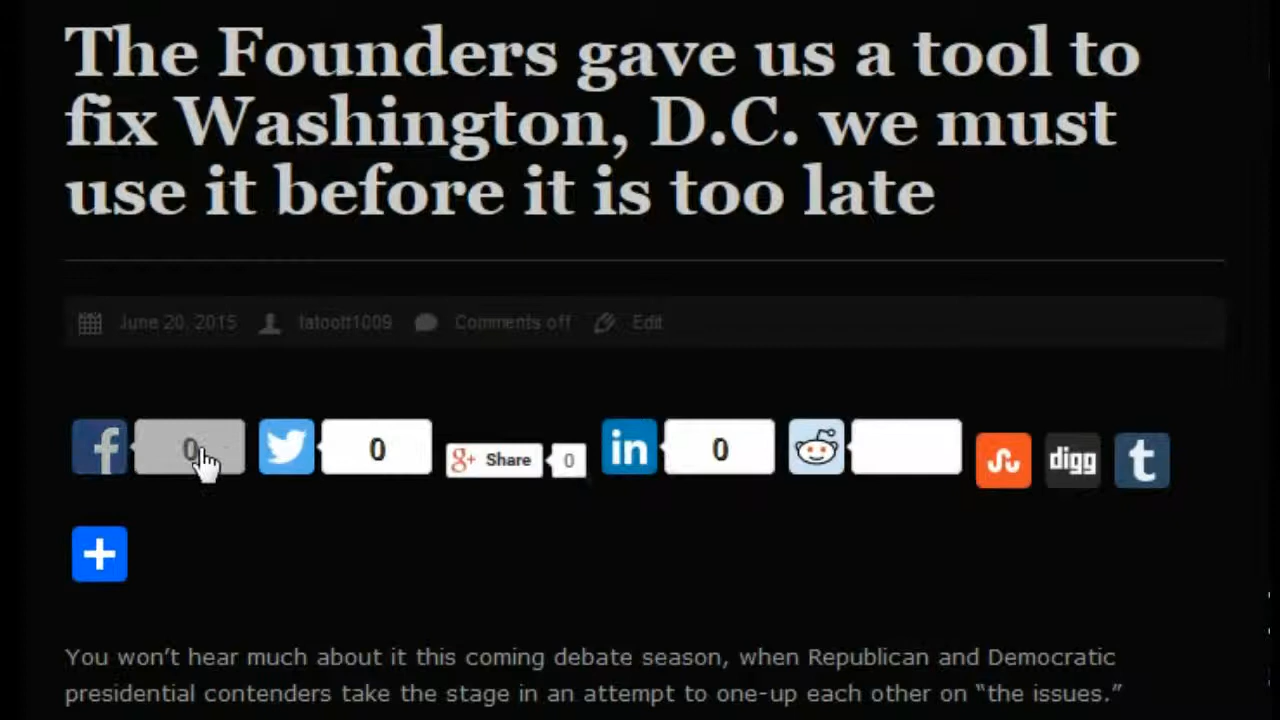 The Founders gave us a tool to
fix Washington, D.C. we must
use it before it is too late
June 20, 2015 fatoott1009 Comments off Edit
f 0 0 g+ Share 0 in 0 digg t
+
You won't hear much about it this coming debate season, when Republican and Democratic
presidential contenders take the stage in an attempt to one-up each other on “the issues.”